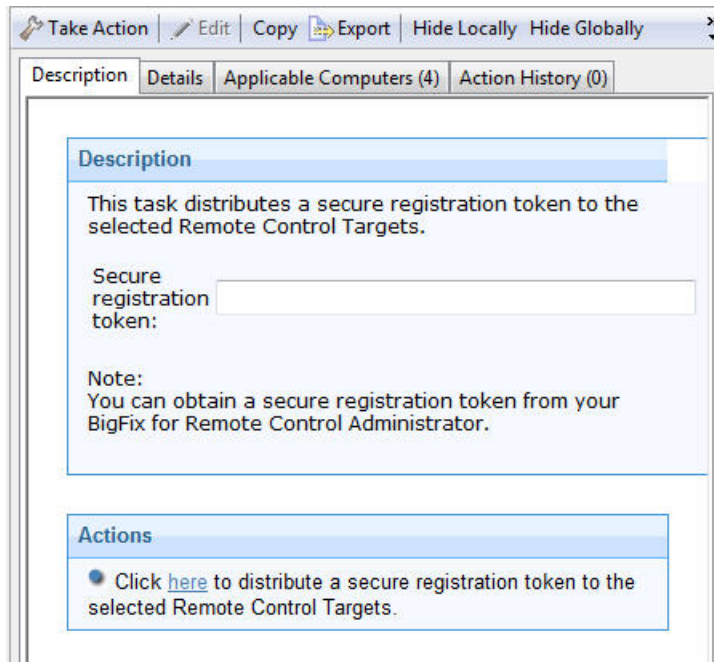 Take Action Edit Copy Export Hide Locally Hide Globally
Description Details Applicable Computers (4) Action History (0)
Description
This task distributes a secure registration token to the
selected Remote Control Targets.
Secure
registration
token:
Note:
You can obtain a secure registration token from your
BigFix for Remote Control Administrator.
Actions
Click here to distribute a secure registration token to the
selected Remote Control Targets.